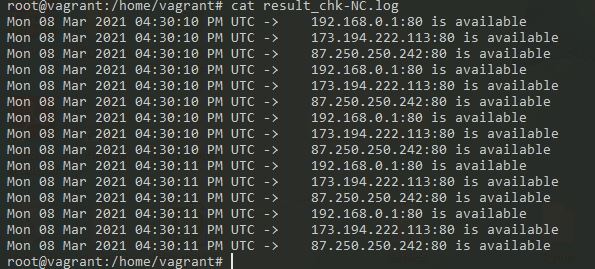 root@vagrant:/home/vagrant# cat result_chk-NC.log
Mon 08 Mar 2021 04:30:10 PM UTC ->    192.168.0.1:80 is available
Mon 08 Mar 2021 04:30:10 PM UTC ->    173.194.222.113:80 is available
Mon 08 Mar 2021 04:30:10 PM UTC ->    87.250.250.242:80 is available
Mon 08 Mar 2021 04:30:10 PM UTC ->    192.168.0.1:80 is available
Mon 08 Mar 2021 04:30:10 PM UTC ->    173.194.222.113:80 is available
Mon 08 Mar 2021 04:30:10 PM UTC ->    87.250.250.242:80 is available
Mon 08 Mar 2021 04:30:10 PM UTC ->    192.168.0.1:80 is available
Mon 08 Mar 2021 04:30:10 PM UTC ->    173.194.222.113:80 is available
Mon 08 Mar 2021 04:30:10 PM UTC ->    87.250.250.242:80 is available
Mon 08 Mar 2021 04:30:11 PM UTC ->    192.168.0.1:80 is available
Mon 08 Mar 2021 04:30:11 PM UTC ->    173.194.222.113:80 is available
Mon 08 Mar 2021 04:30:11 PM UTC ->    87.250.250.242:80 is available
Mon 08 Mar 2021 04:30:11 PM UTC ->    192.168.0.1:80 is available
Mon 08 Mar 2021 04:30:11 PM UTC ->    173.194.222.113:80 is available
Mon 08 Mar 2021 04:30:11 PM UTC ->    87.250.250.242:80 is available
root@vagrant:/home/vagrant#